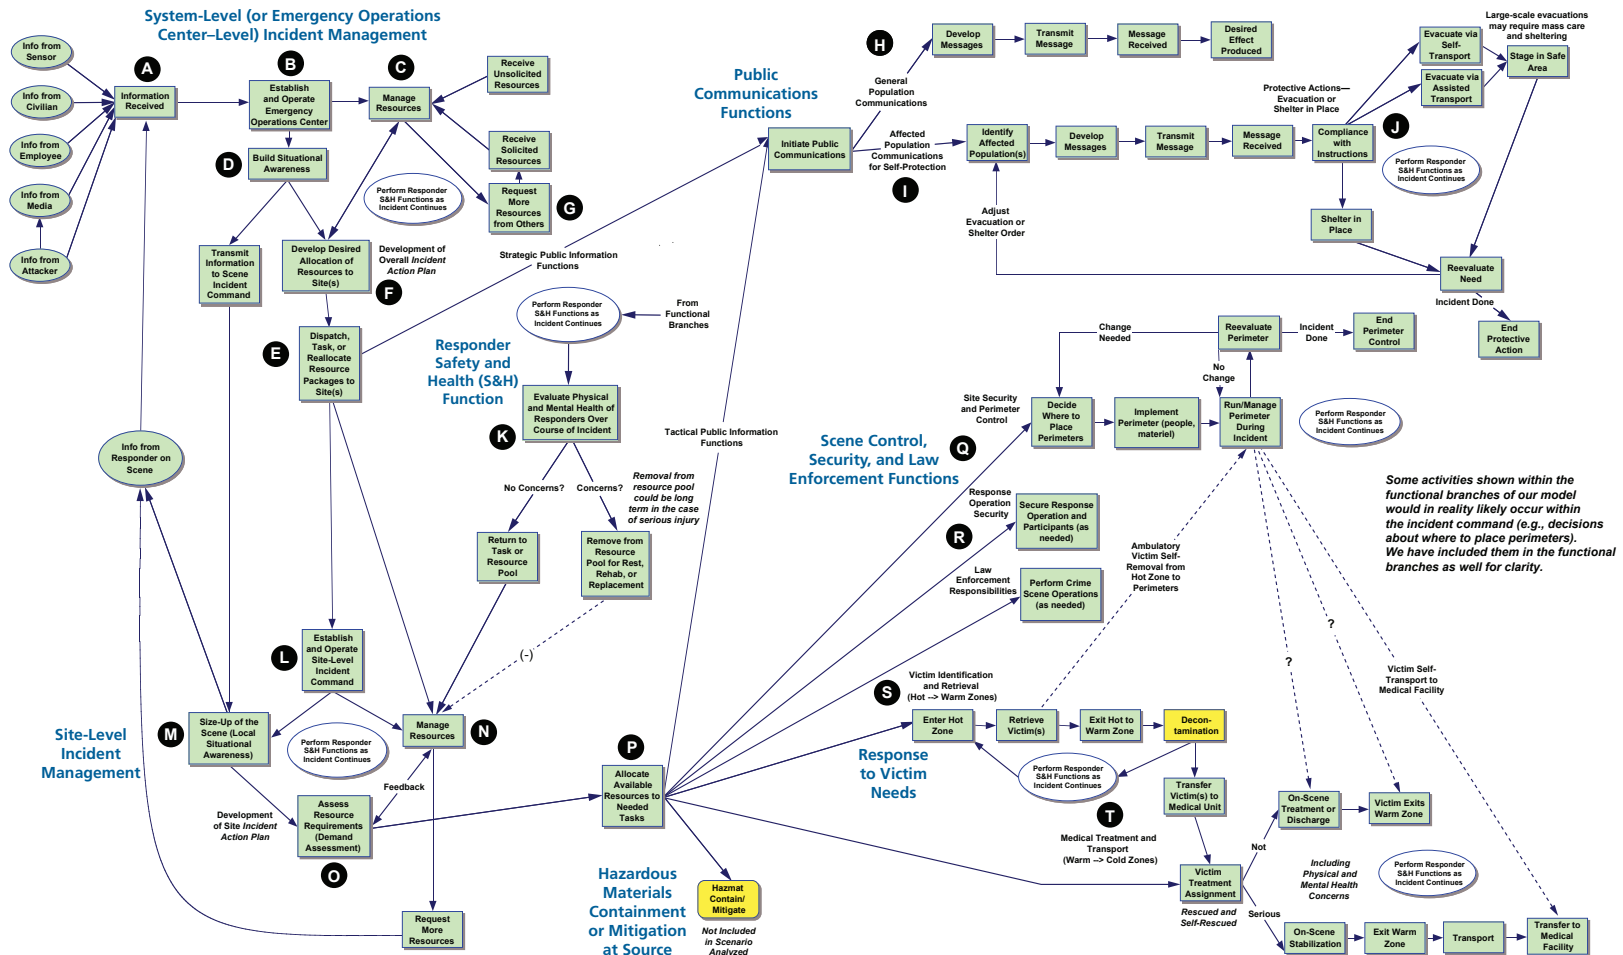 System-Level (or Emergency Operations
Center–Level) Incident Management
Info from
Sensor
Info from
Civilian
Info from
Employee
Info from
Media
Info from
Attacker
A
Information
Received
B
Establish
and Operate
Emergency
Operations Center
C
Manage
Resources
Receive
Unsolicited
Resources
Receive
Solicited
Resources
Request
More
Resources
from Others
G
D
Build Situational
Awareness
Perform Responder
S&H Functions as
Incident Continues
Transmit
Information
to Scene
Incident
Command
Develop Desired
Allocation of
Resources to
Site(s)
Development of
Overall Incident
Action Plan
F
E
Dispatch,
Task, or
Reallocate
Resource
Packages to
Site(s)
Strategic Public Information
Functions
Public
Communications
Functions
Initiate Public
Communications
H
General
Population
Communications
Develop
Messages
Transmit
Message
Message
Received
Desired
Effect
Produced
Affected
Population
Communications
for Self-Protection
I
Identify
Affected
Population(s)
Develop
Messages
Transmit
Message
Message
Received
Compliance
with
Instructions
Protective Actions—
Evacuation or
Shelter in Place
J
Evacuate via
Self-
Transport
Evacuate via
Assisted
Transport
Large-scale evacuations
may require mass care
and sheltering
Stage in Safe
Area
Perform Responder
S&H Functions as
Incident Continues
Shelter in
Place
Adjust
Evacuation or
Shelter Order
Reevaluate
Need
Incident Done
End
Protective
Action
Responder
Safety and
Health (S&H)
Function
Perform Responder
S&H Functions as
Incident Continues
From
Functional
Branches
K
Evaluate Physical
and Mental Health of
Responders Over
Course of Incident
No Concerns?
Concerns?
Removal from
resource pool
could be long
term in the case
of serious injury
Return to
Task or
Resource
Pool
Remove from
Resource
Pool for Rest,
Rehab, or
Replacement
(-)
Tactical Public Information
Functions
Scene Control,
Security, and Law
Enforcement Functions
Change
Needed
Reevaluate
Perimeter
Incident
Done
End
Perimeter
Control
No
Change
Site Security
and Perimeter
Control
Q
Decide
Where to
Place
Perimeters
Implement
Perimeter (people,
materiel)
Run/Manage
Perimeter
During
Incident
Perform Responder
S&H Functions as
Incident Continues
Response
Operation
Security
R
Secure Response
Operation and
Participants (as
needed)
Law
Enforcement
Responsibilities
Perform Crime
Scene Operations
(as needed)
Ambulatory
Victim Self-
Removal from
Hot Zone to
Perimeters
Some activities shown within the
functional branches of our model
would in reality likely occur within
the incident command (e.g., decisions
about where to place perimeters).
We have included them in the functional
branches as well for clarity.
?
?
Victim Self-
Transport to
Medical Facility
Info from
Responder on
Scene
Site-Level
Incident
Management
L
Establish
and Operate
Site-Level
Incident
Command
M
Size-Up of the
Scene (Local
Situational
Awareness)
Perform Responder
S&H Functions as
Incident Continues
N
Manage
Resources
Feedback
Development
of Site Incident
Action Plan
Assess
Resource
Requirements
(Demand
Assessment)
O
Request
More
Resources
P
Allocate
Available
Resources to
Needed
Tasks
Hazardous
Materials
Containment
or Mitigation
at Source
Hazmat
Contain/
Mitigate
Not Included
in Scenario
Analyzed
Response
to Victim
Needs
S
Victim Identification
and Retrieval
(Hot --> Warm Zones)
Enter Hot
Zone
Retrieve
Victim(s)
Exit Hot to
Warm Zone
Decon-
tamination
Perform Responder
S&H Functions as
Incident Continues
Transfer
Victim(s) to
Medical Unit
T
Medical Treatment and
Transport
(Warm --> Cold Zones)
Victim
Treatment
Assignment
Rescued and
Self-Rescued
Not
On-Scene
Treatment or
Discharge
Victim Exits
Warm Zone
Including
Physical and
Mental Health
Concerns
Perform Responder
S&H Functions as
Incident Continues
Serious
On-Scene
Stabilization
Exit Warm
Zone
Transport
Transfer to
Medical
Facility